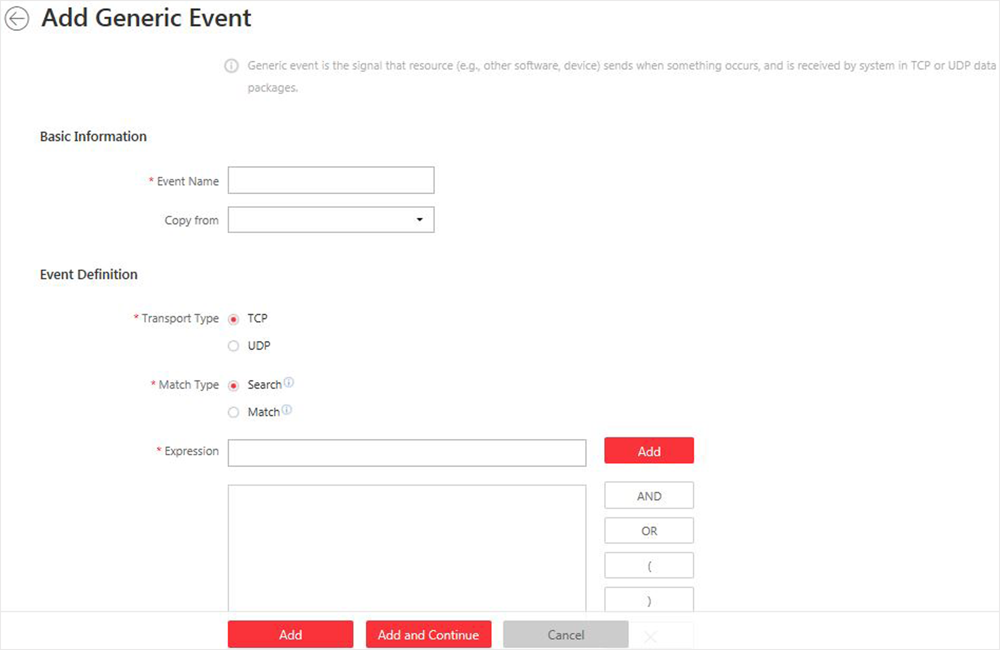 Add Generic Event
Generic event is the signal that resource (e.g., other software, device) sends when something occurs, and is received by system in TCP or UDP data
packages.
Basic Information
* Event Name
Copy from
Event Definition
* Transport Type TCP
UDP
* Match Type Search
Match
* Expression Add
AND
OR
(
)
Add Add and Continue Cancel